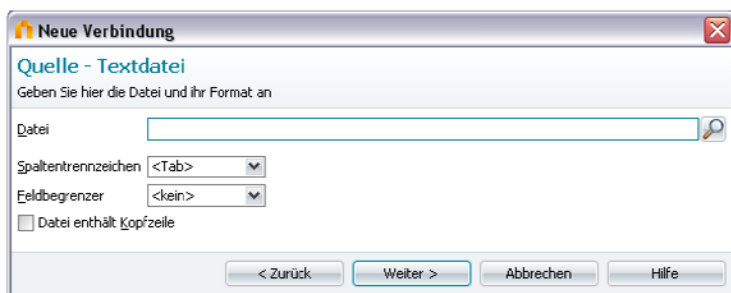 Neue Verbindung
Quelle - Textdatei
Geben Sie hier die Datei und ihr Format an
Datei
Spaltentrennzeichen <Tab>
Feldbegrenzer <kein>
Datei enthält Kopfzeile
< Zurück Weiter > Abbrechen Hilfe